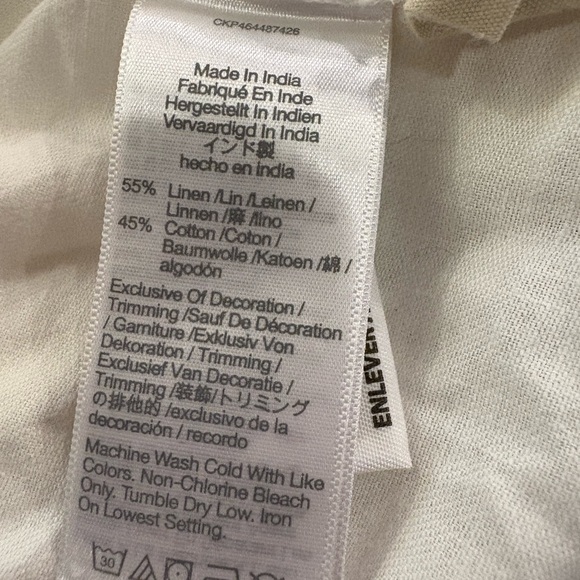 CKP464487426
Made In India
Fabriqué En Inde
Hergestellt In Indien
Vervaardigd In India
インド製
hecho en india
55% Linen /Lin /Leinen /
Linnen /麻 /lino
45% Cotton /Coton /
Baumwolle /Katoen /綿 /
algodón
Exclusive Of Decoration /
Trimming /Sauf De Décoration
/ Garniture /Exklusiv Von
Dekoration / Trimming /
Exclusief Van Decoratie /
Trimming /装飾/トリミング
の排他的 /exclusivo de la
decoración / recordo
Machine Wash Cold With Like
Colors. Non-Chlorine Bleach
Only. Tumble Dry Low. Iron
On Lowest Setting.
30